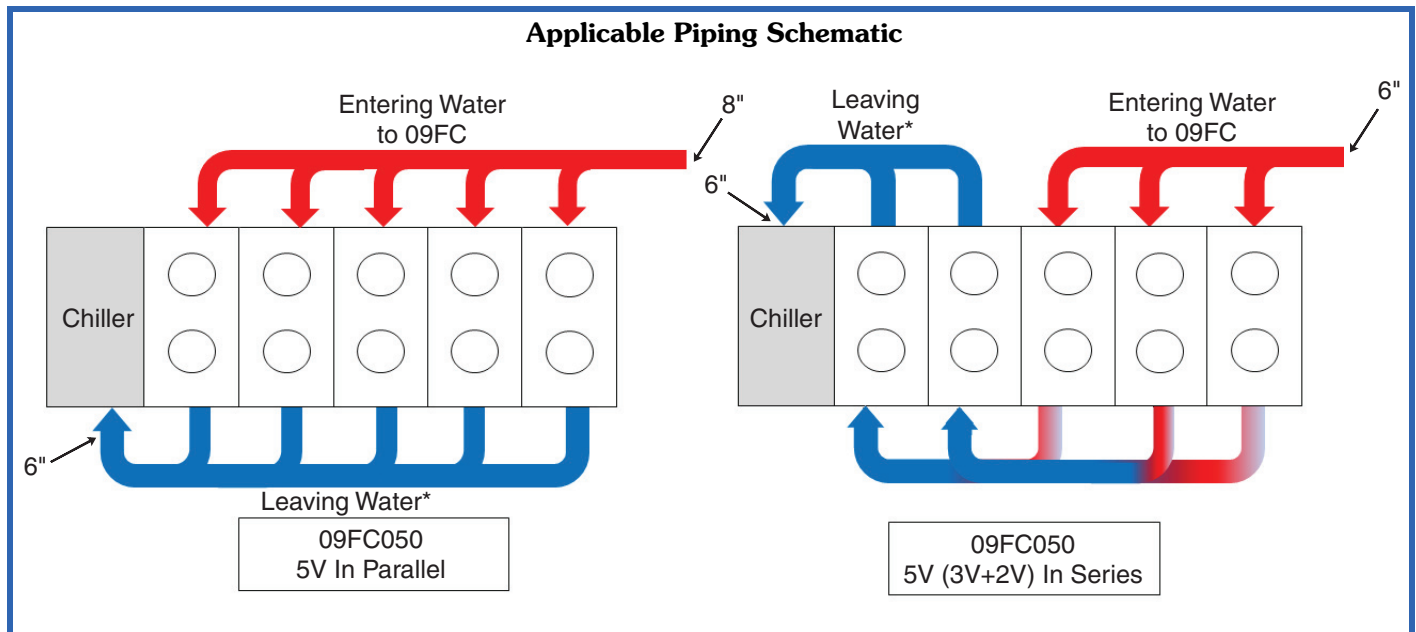 Applicable Piping Schematic
Entering Water
to 09FC
8"
Chiller
6"
Leaving Water*
09FC050
5V In Parallel
Leaving
Water*
Entering Water
to 09FC
6"
6"
Chiller
09FC050
5V (3V+2V) In Series